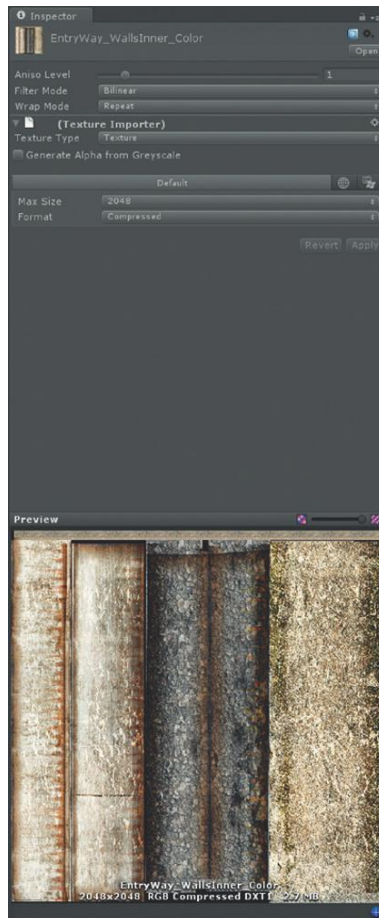 Inspector
EntryWay_WallsInner_Color
Open
Aniso Level 1
Filter Mode Bilinear
Wrap Mode Repeat
(Texture Importer)
Texture Type Texture
Generate Alpha from Greyscale
Default
Max Size 2048
Format Compressed
Revert Apply
Preview
EntryWay_WallsInner_Color
2048x2048 RGB Compressed DXT1 2.7 MB